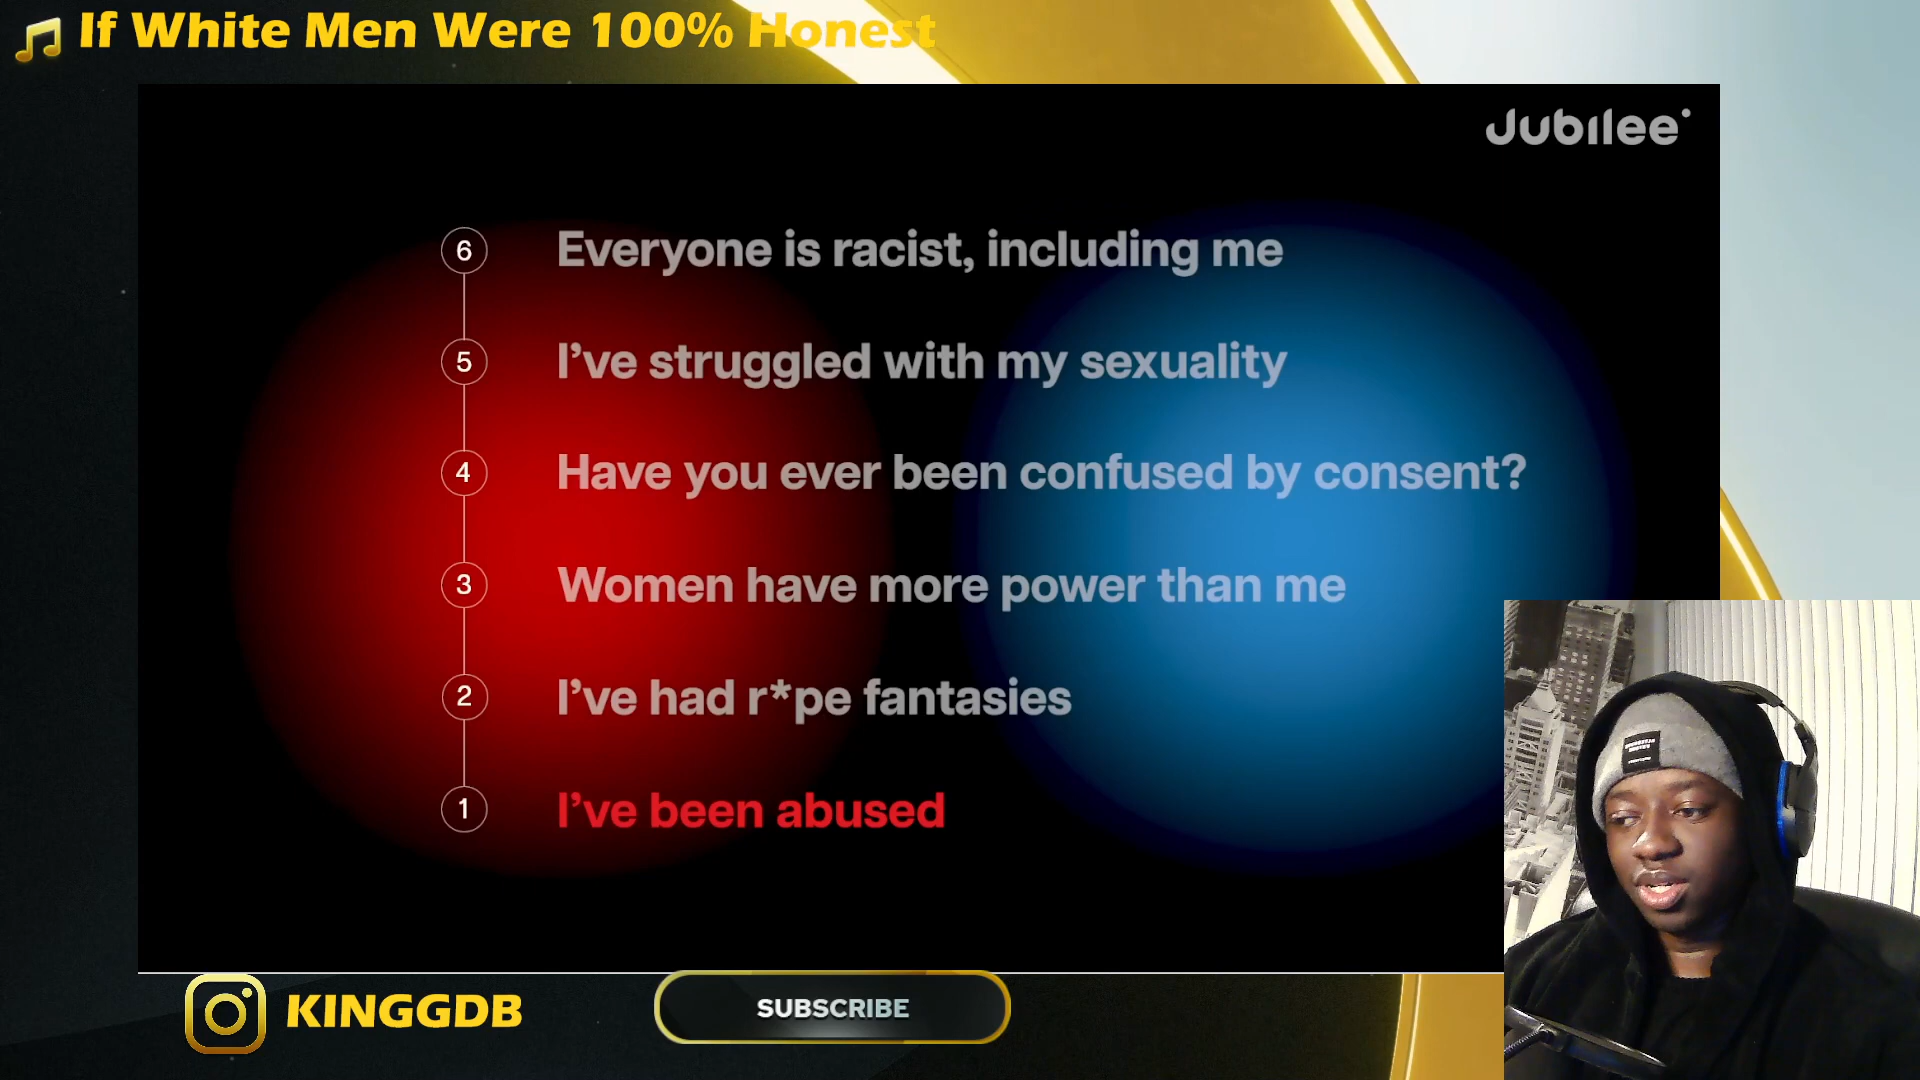 If White Men Were 100% Honest
Jubilee
6 Everyone is racist, including me
5 I've struggled with my sexuality
4 Have you ever been confused by consent?
3 Women have more power than me
2 I've had r*pe fantasies
1 I've been abused
KINGGDB
SUBSCRIBE